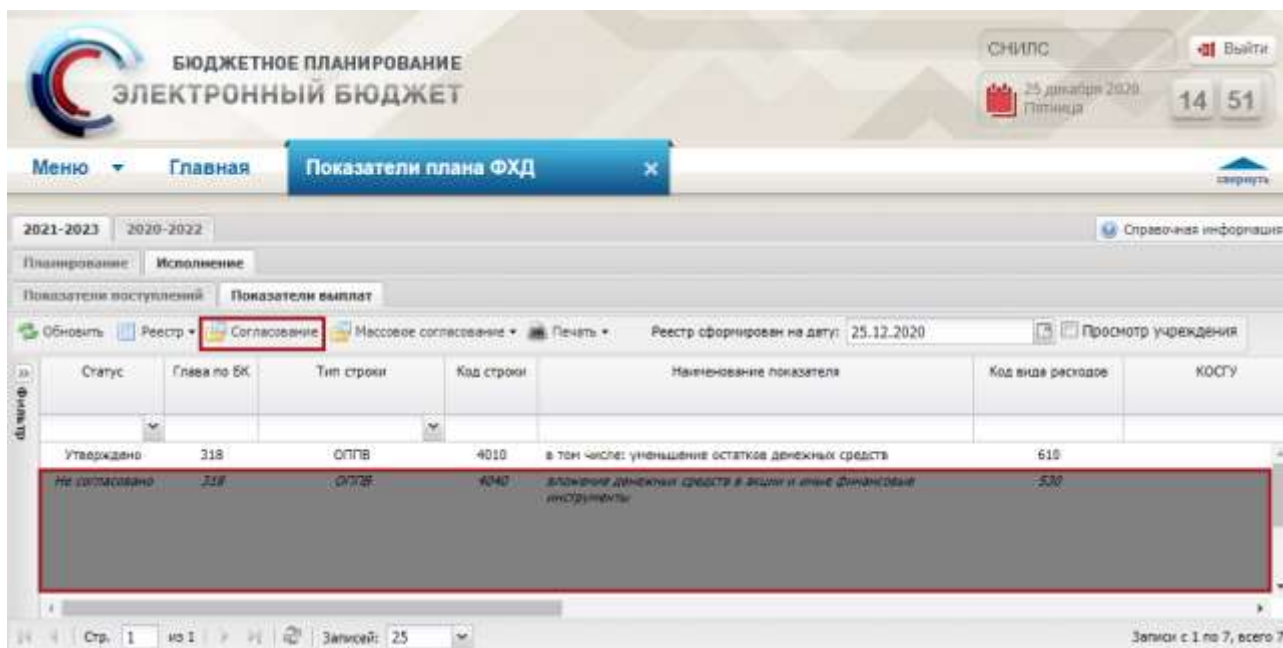 БЮДЖЕТНОЕ ПЛАНИРОВАНИЕ
ЭЛЕКТРОННЫЙ БЮДЖЕТ
СНИЛС
Выйти
25 декабря 2020
Пятница
14 51
Меню
Главная
Показатели плана ФХД
свернуть
2021-2023 2020-2022
Справочная информация
Планирование Исполнение
Показатели поступлений Показатели выплат
Обновить Реестр Согласование Массовое согласование Печать Реестр сформирован на дату: 25.12.2020 Просмотр учреждения
Фильтр
Статус Глава по БК Тип строки Код строки Наименование показателя Код вида расходов КОСГУ
Утверждено 318 ОППВ 4010 в том числе: уменьшение остатков денежных средств 610
Не согласовано 318 ОППВ 4040 вложение денежных средств в акции и иные финансовые 530
инструменты
Стр. 1 из 1 Записей: 25 Записи с 1 по 7, всего 7